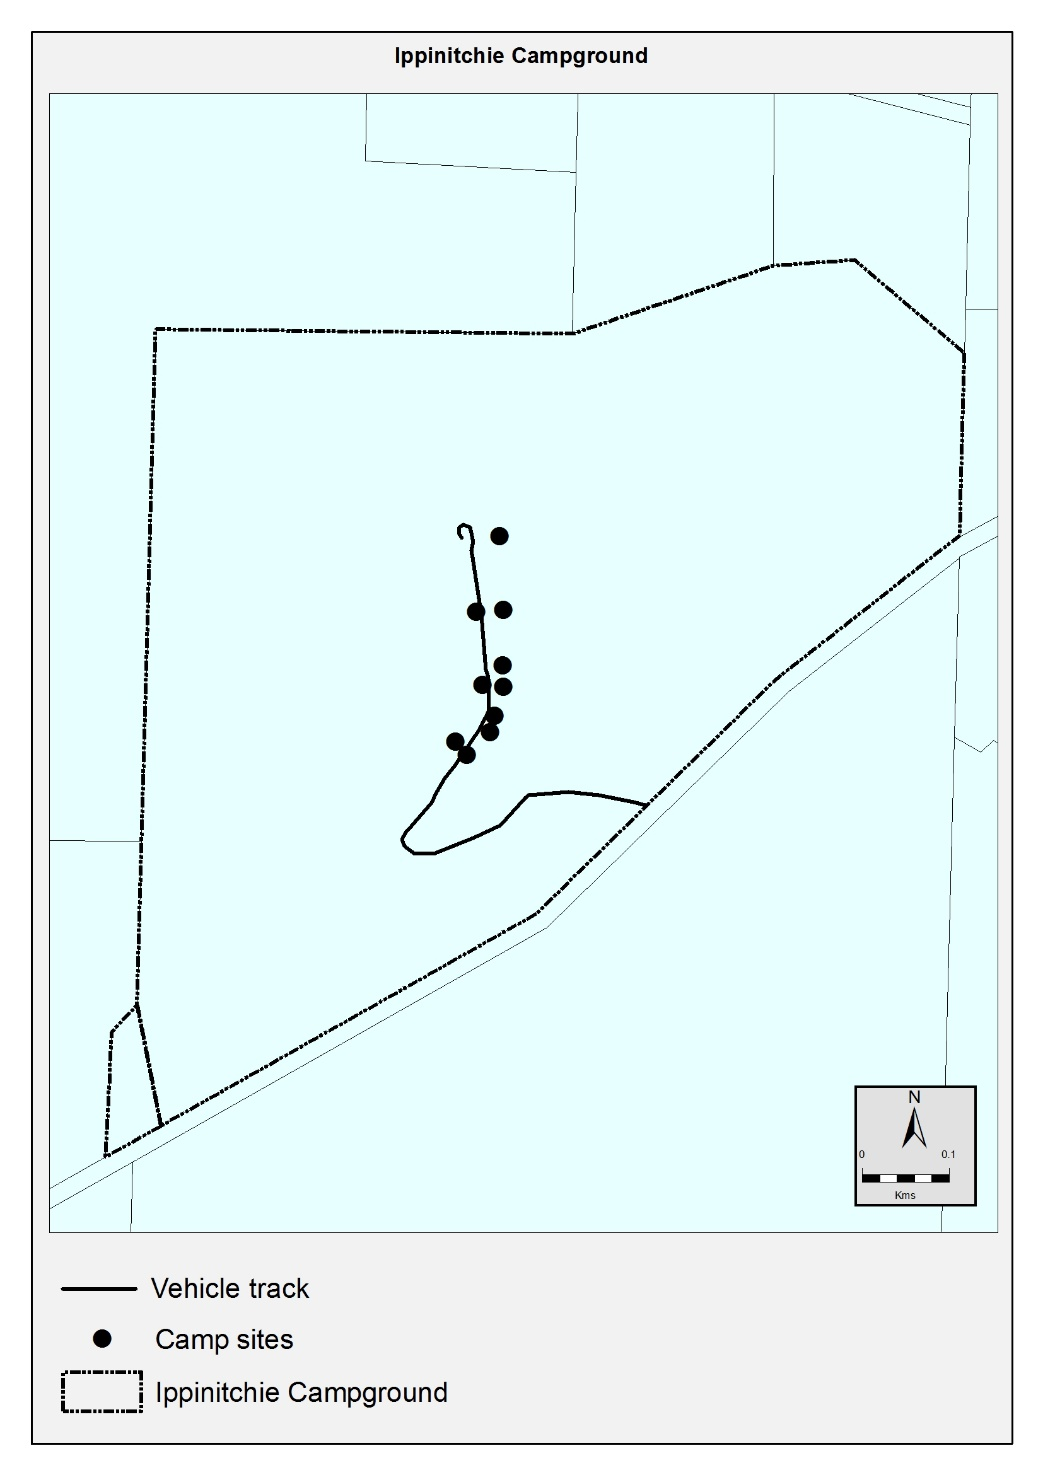 Ippinitchie Campground
N
0 0.1
Kms
Vehicle track
Camp sites
Ippinitchie Campground